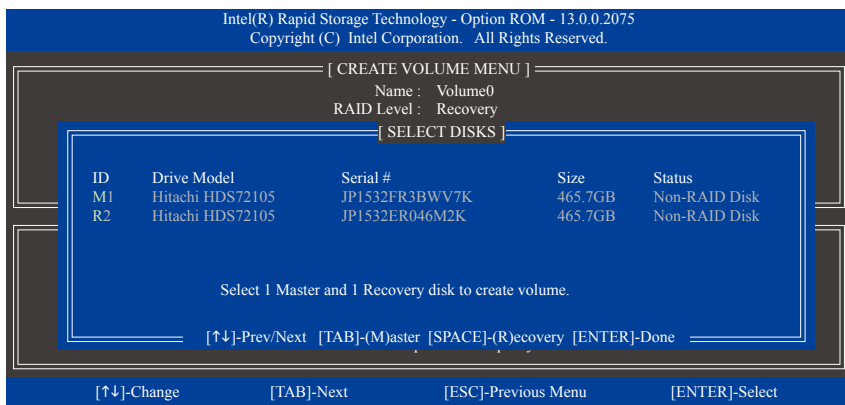 Intel(R) Rapid Storage Technology - Option ROM - 13.0.0.2075
Copyright (C) Intel Corporation. All Rights Reserved.
[ CREATE VOLUME MENU ]
Name : Volume0
RAID Level : Recovery
[ SELECT DISKS ]
ID Drive Model Serial # Size Status
M1 Hitachi HDS72105 JP1532FR3BWV7K 465.7GB Non-RAID Disk
R2 Hitachi HDS72105 JP1532ER046M2K 465.7GB Non-RAID Disk
Select 1 Master and 1 Recovery disk to create volume.
[↑↓]-Prev/Next [TAB]-(M)aster [SPACE]-(R)ecovery [ENTER]-Done
[↑↓]-Change [TAB]-Next [ESC]-Previous Menu [ENTER]-Select